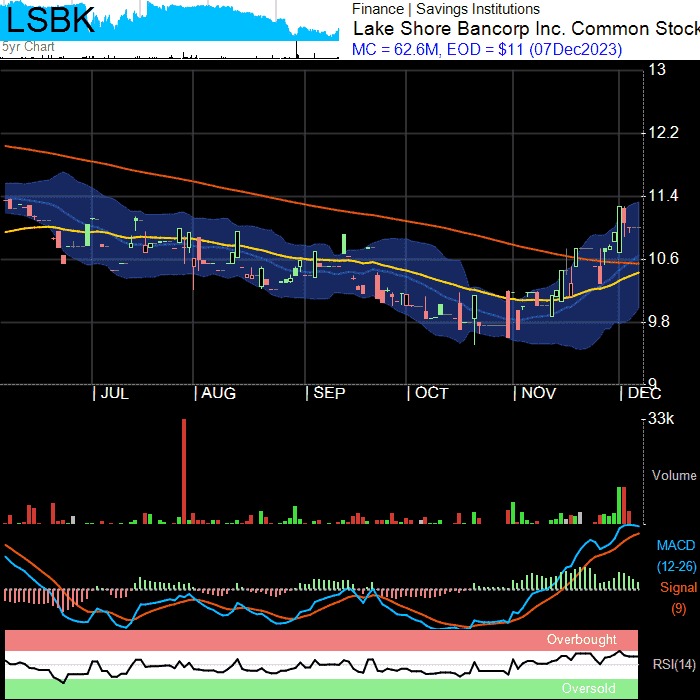 LSBK
5yr Chart
Finance | Savings Institutions
Lake Shore Bancorp Inc. Common Stock
MC = 62.6M, EOD = $11 (07Dec2023)
13
12.2
11.4
10.6
9.8
9
JUL AUG SEP OCT NOV DEC
33k
Volume
MACD
(12-26)
Signal
(9)
Overbought
RSI(14)
Oversold